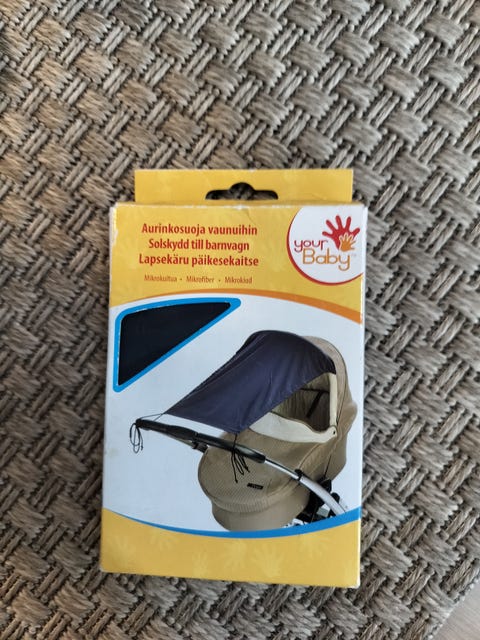 Aurinkosuoja vaunuihin
Solskydd till barnvagn
Lapsekäru päikesekaitse
Mikrokuitua • Mikrofiber • Mikrokiud
your
Baby